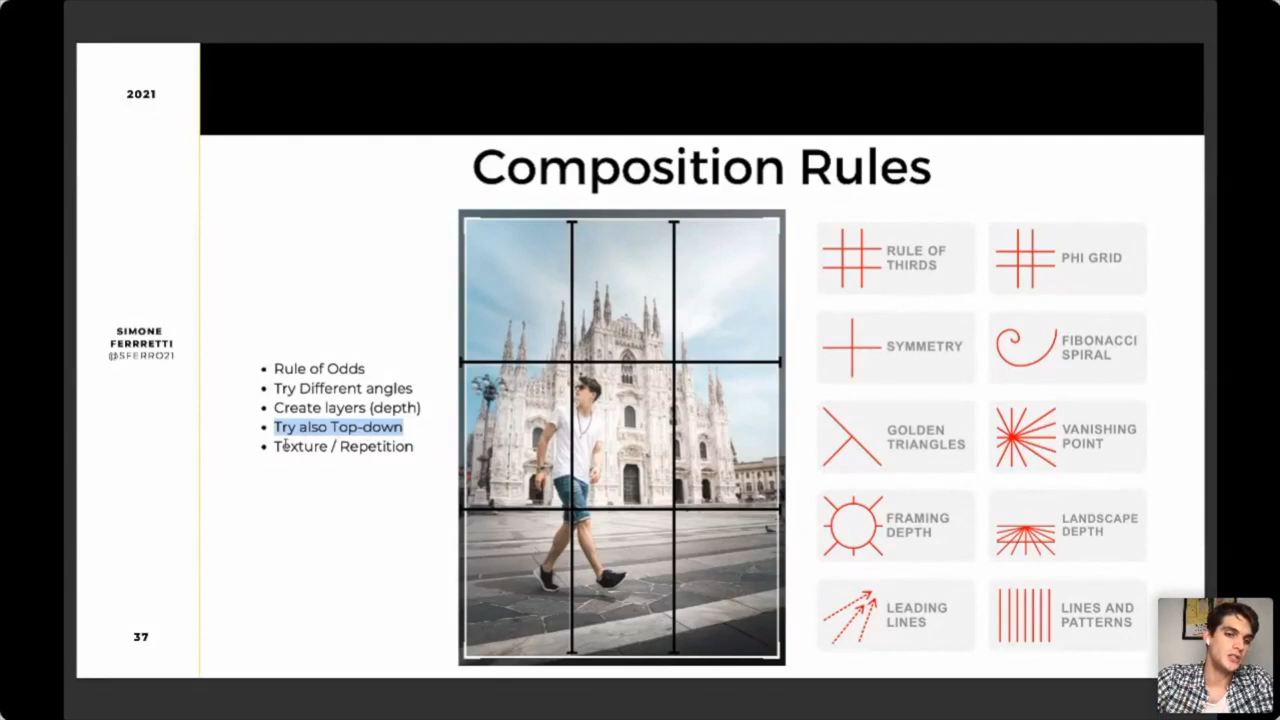 2021
Composition Rules
SIMONE
FERRRETTI
@SFERRO21
• Rule of Odds
• Try Different angles
• Create layers (depth)
• Try also Top-down
• Texture / Repetition
RULE OF
THIRDS
PHI GRID
SYMMETRY
FIBONACCI
SPIRAL
GOLDEN
TRIANGLES
VANISHING
POINT
FRAMING
DEPTH
LANDSCAPE
DEPTH
LEADING
LINES
LINES AND
PATTERNS
37